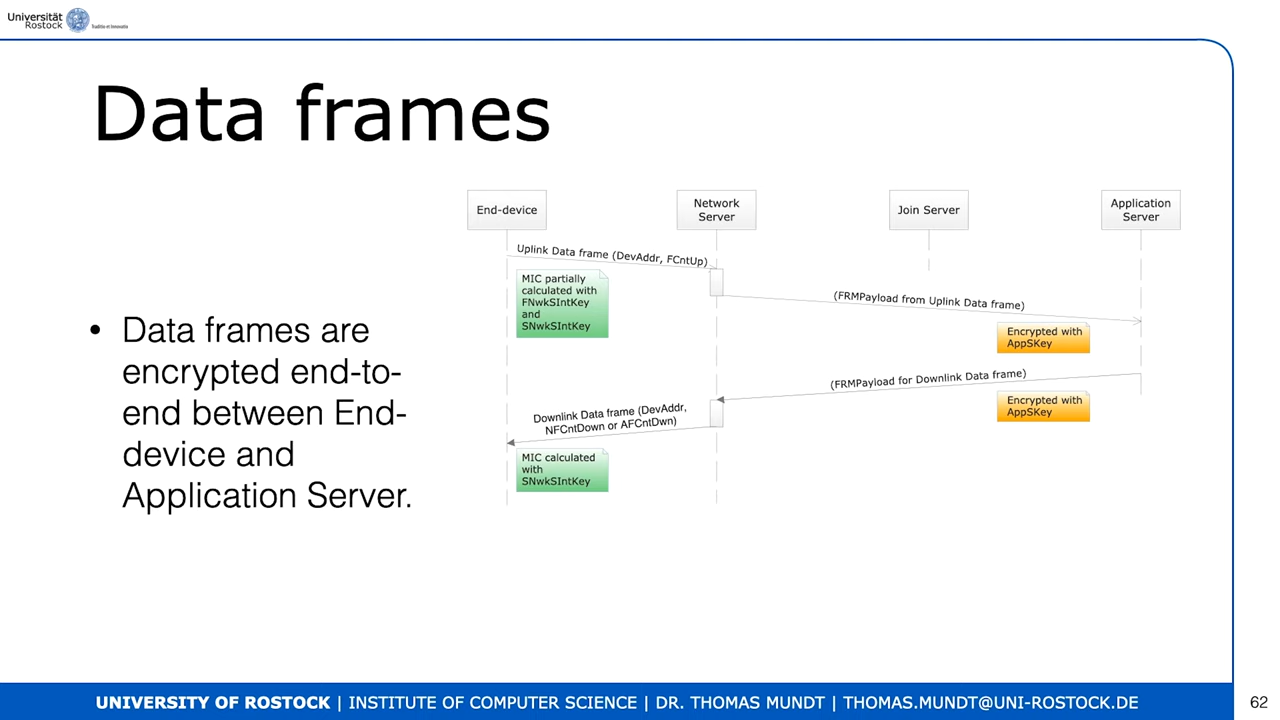 Universität
Rostock
Traditio et Innovatio
Data frames
• Data frames are
encrypted end-to-
end between End-
device and
Application Server.
End-device
Network
Server
Join Server
Application
Server
Uplink Data frame (DevAddr, FCntUp)
MIC partially
calculated with
FNwkSIntKey
and
SNwkSIntKey
(FRMPayload from Uplink Data frame)
Encrypted with
AppSKey
(FRMPayload for Downlink Data frame)
Encrypted with
AppSKey
Downlink Data frame (DevAddr,
NFCntDown or AFCntDwn)
MIC calculated
with
SNwkSIntKey
UNIVERSITY OF ROSTOCK | INSTITUTE OF COMPUTER SCIENCE | DR. THOMAS MUNDT | THOMAS.MUNDT@UNI-ROSTOCK.DE
62